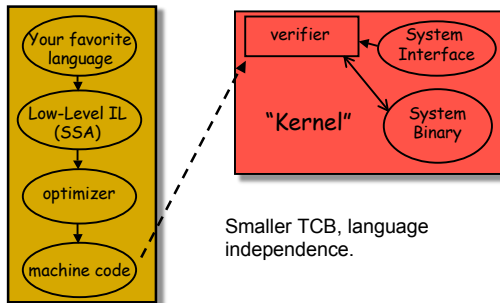 Your favorite
language
Low-Level IL
(SSA)
optimizer
machine code
verifier
System
Interface
"Kernel"
System
Binary
Smaller TCB, language
independence.